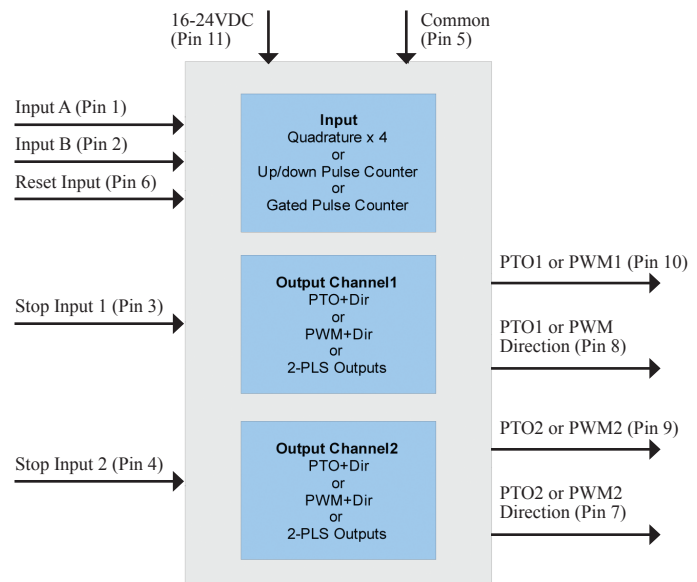 16-24VDC
(Pin 11)
Common
(Pin 5)
Input A (Pin 1)
Input B (Pin 2)
Reset Input (Pin 6)
Input
Quadrature x 4
or
Up/down Pulse Counter
or
Gated Pulse Counter
Stop Input 1 (Pin 3)
Output Channel1
PTO+Dir
or
PWM+Dir
or
2-PLS Outputs
PTO1 or PWM1 (Pin 10)
PTO1 or PWM
Direction (Pin 8)
Stop Input 2 (Pin 4)
Output Channel2
PTO+Dir
or
PWM+Dir
or
2-PLS Outputs
PTO2 or PWM2 (Pin 9)
PTO2 or PWM2
Direction (Pin 7)